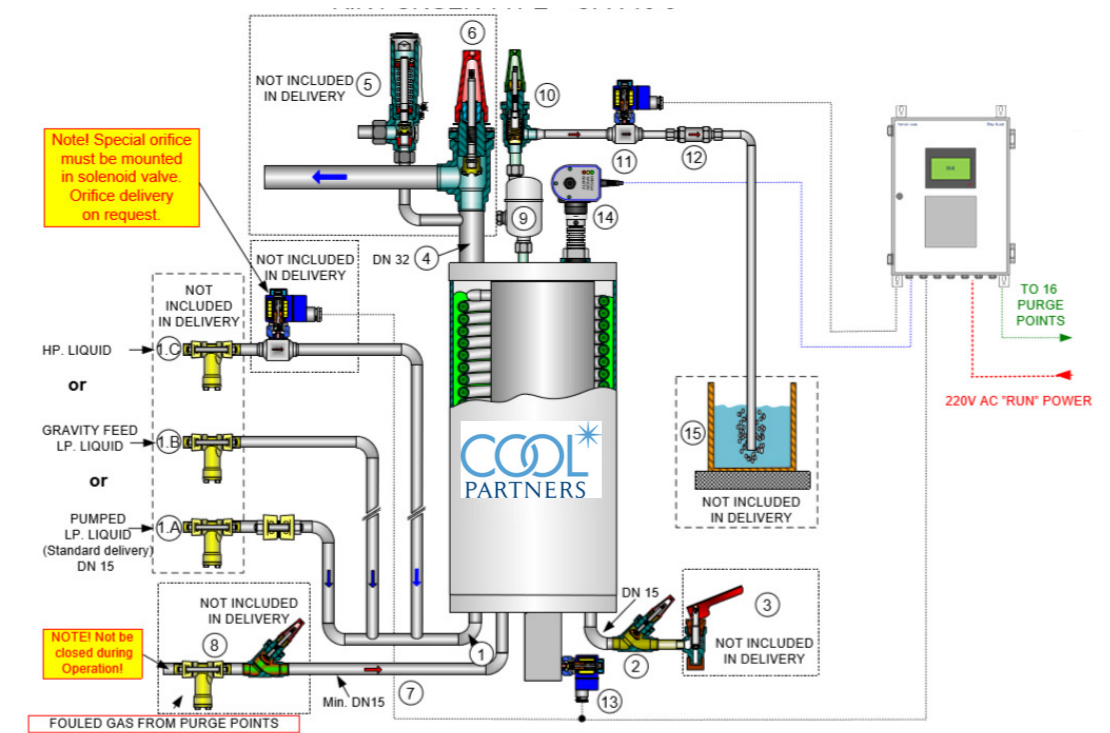 6
NOT INCLUDED
IN DELIVERY
5
10
Note! Special orifice
must be mounted
in solenoid valve.
Orifice delivery
on request.
11
12
9
14
DN 32
4
NOT INCLUDED
IN DELIVERY
NOT
INCLUDED
IN DELIVERY
TO 16
PURGE
POINTS
HP. LIQUID
1.C
or
220V AC "RUN" POWER
GRAVITY FEED
LP. LIQUID
1.B
15
COOL
PARTNERS
or
NOT INCLUDED
IN DELIVERY
PUMPED
LP. LIQUID
(Standard delivery)
DN 15
1.A
DN 15
NOT INCLUDED
IN DELIVERY
3
NOTE! Not be
closed during
Operation!
8
1
2
NOT INCLUDED
IN DELIVERY
Min. DN15
7
13
FOULED GAS FROM PURGE POINTS